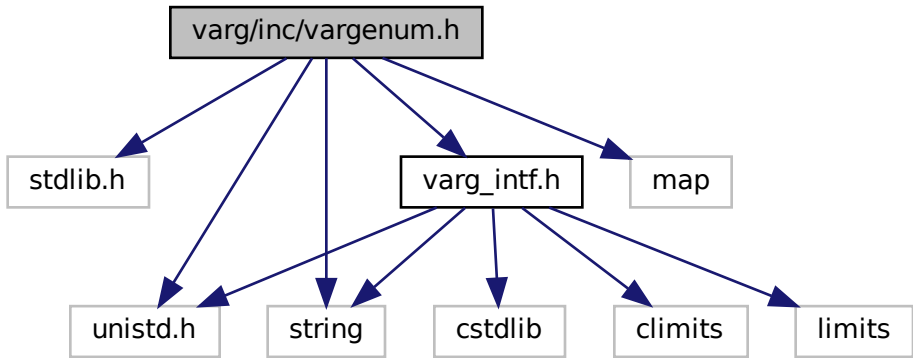 varg/inc/vargenum.h
stdlib.h
varg_intf.h
map
unistd.h
string
cstdlib
climits
limits